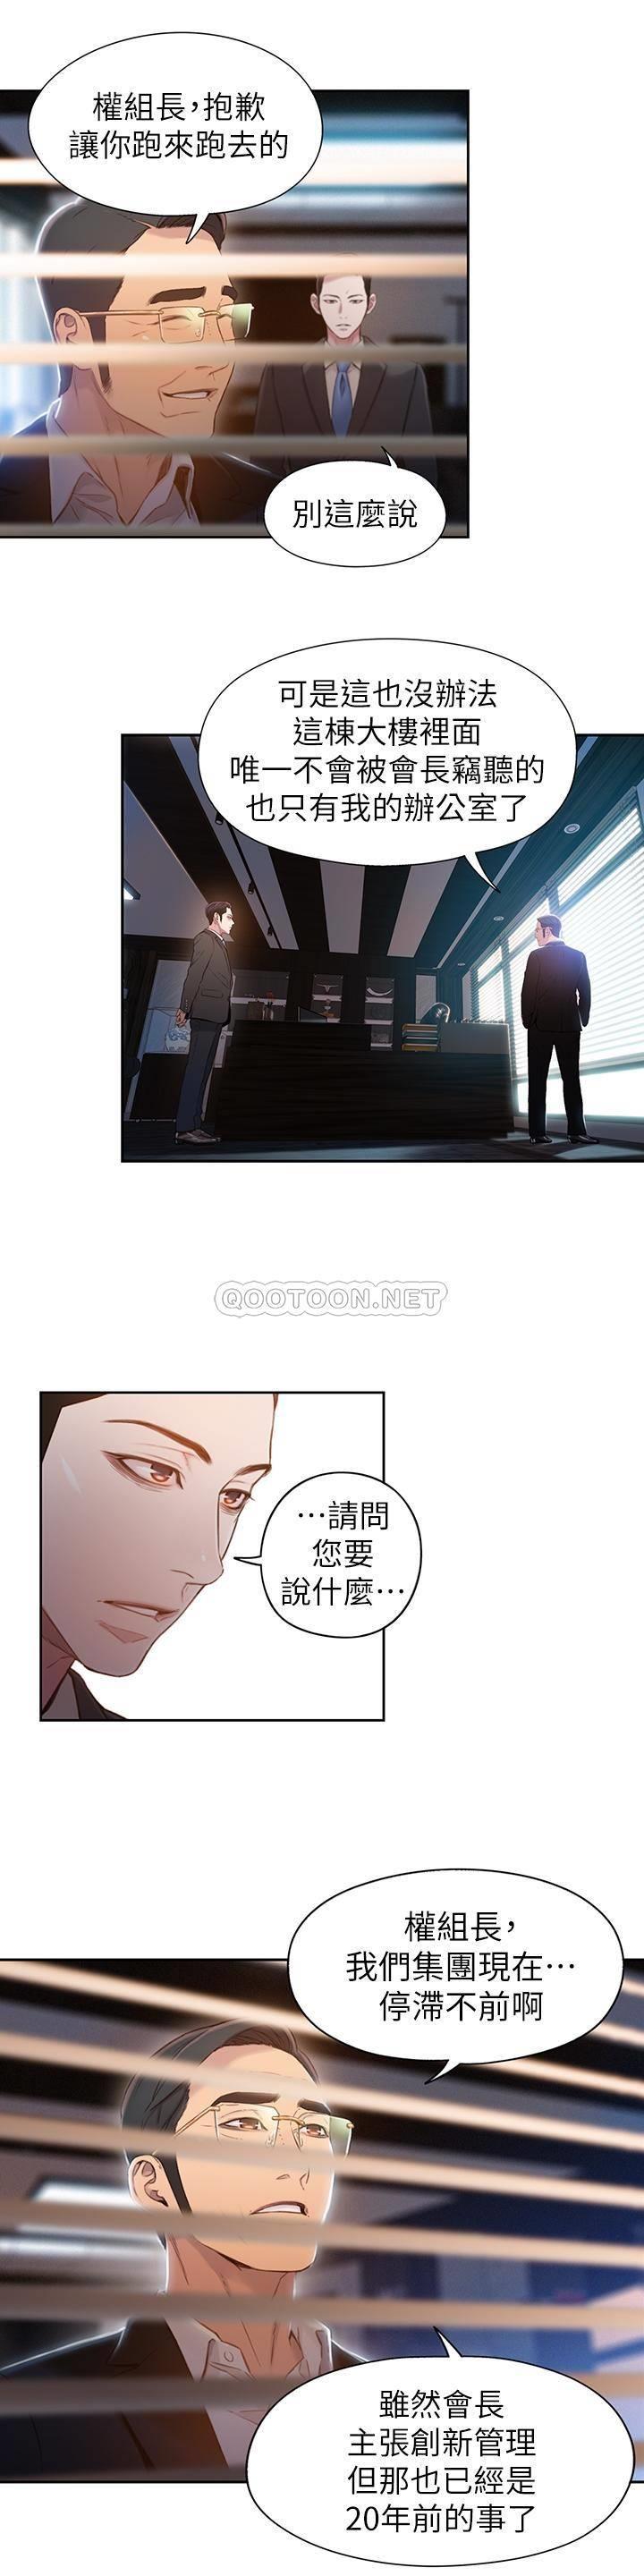 權組長，抱歉
讓你跑來跑去的
別這麼說
可是這也沒辦法
這棟大樓裡面
唯一不會被會長竊聽的
也只有我的辦公室了
QOOTOON.NET
⋯請問
您要
說什麼⋯
權組長，
我們集團現在⋯
停滯不前啊
雖然會長
主張創新管理
但那也已經是
20年前的事了